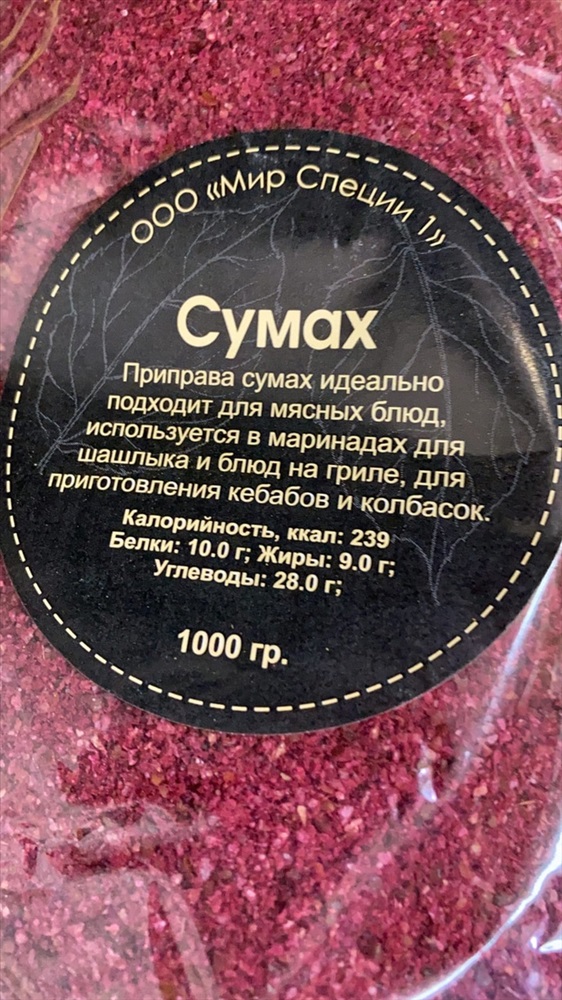 ООО «Мир Специи 1»
Сумах
Приправа сумах идеально
подходит для мясных блюд,
используется в маринадах для
шашлыка и блюд на гриле, для
приготовления кебабов и колбасок.
Калорийность, ккал: 239
Белки: 10.0 г; Жиры: 9.0 г;
Углеводы: 28.0 г;
1000 гр.